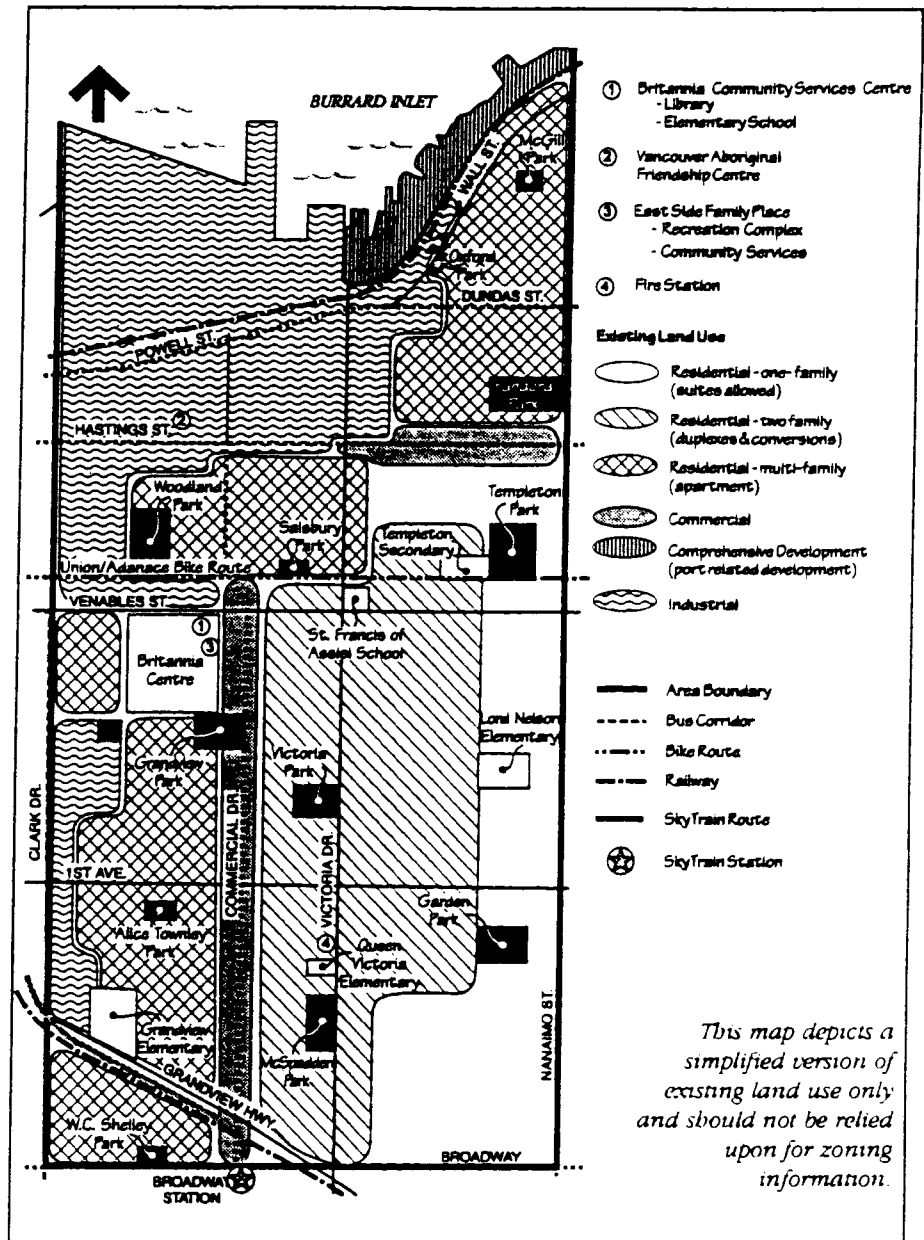 BURRARD INLET
McGill
Park
WALL ST.
Oxford
Park
DUNDAS ST.
POWELL ST.
HASTINGS ST.
②
Woodland
Park
Salsbury
Park
Templeton
Park
Templeton
Secondary
Union/Adanace Bike Route
VENABLES ST.
①
③
Britannia
Centre
St. Francis of
Assisi School
Lord Nelson
Elementary
Grandview
Park
Victoria
Park
CLARK DR.
COMMERCIAL DR.
VICTORIA DR.
1ST AVE.
Alice Townley
Park
Garden
Park
④
Queen
Victoria
Elementary
NANAIMO ST.
Grandview
Elementary
McSpadden
Park
GRANDVIEW HWY.
W.C. Shelley
Park
BROADWAY
BROADWAY
STATION
① Britannia Community Services Centre
- Library
- Elementary School
② Vancouver Aboriginal
Friendship Centre
③ East Side Family Place
- Recreation Complex
- Community Services
④ Fire Station
Existing Land Use
Residential - one-family
(suites allowed)
Residential - two family
(duplexes & conversions)
Residential - multi-family
(apartment)
Commercial
Comprehensive Development
(port related development)
Industrial
Area Boundary
Bus Corridor
Bike Route
Railway
SkyTrain Route
SkyTrain Station
This map depicts a
simplified version of
existing land use only
and should not be relied
upon for zoning
information.